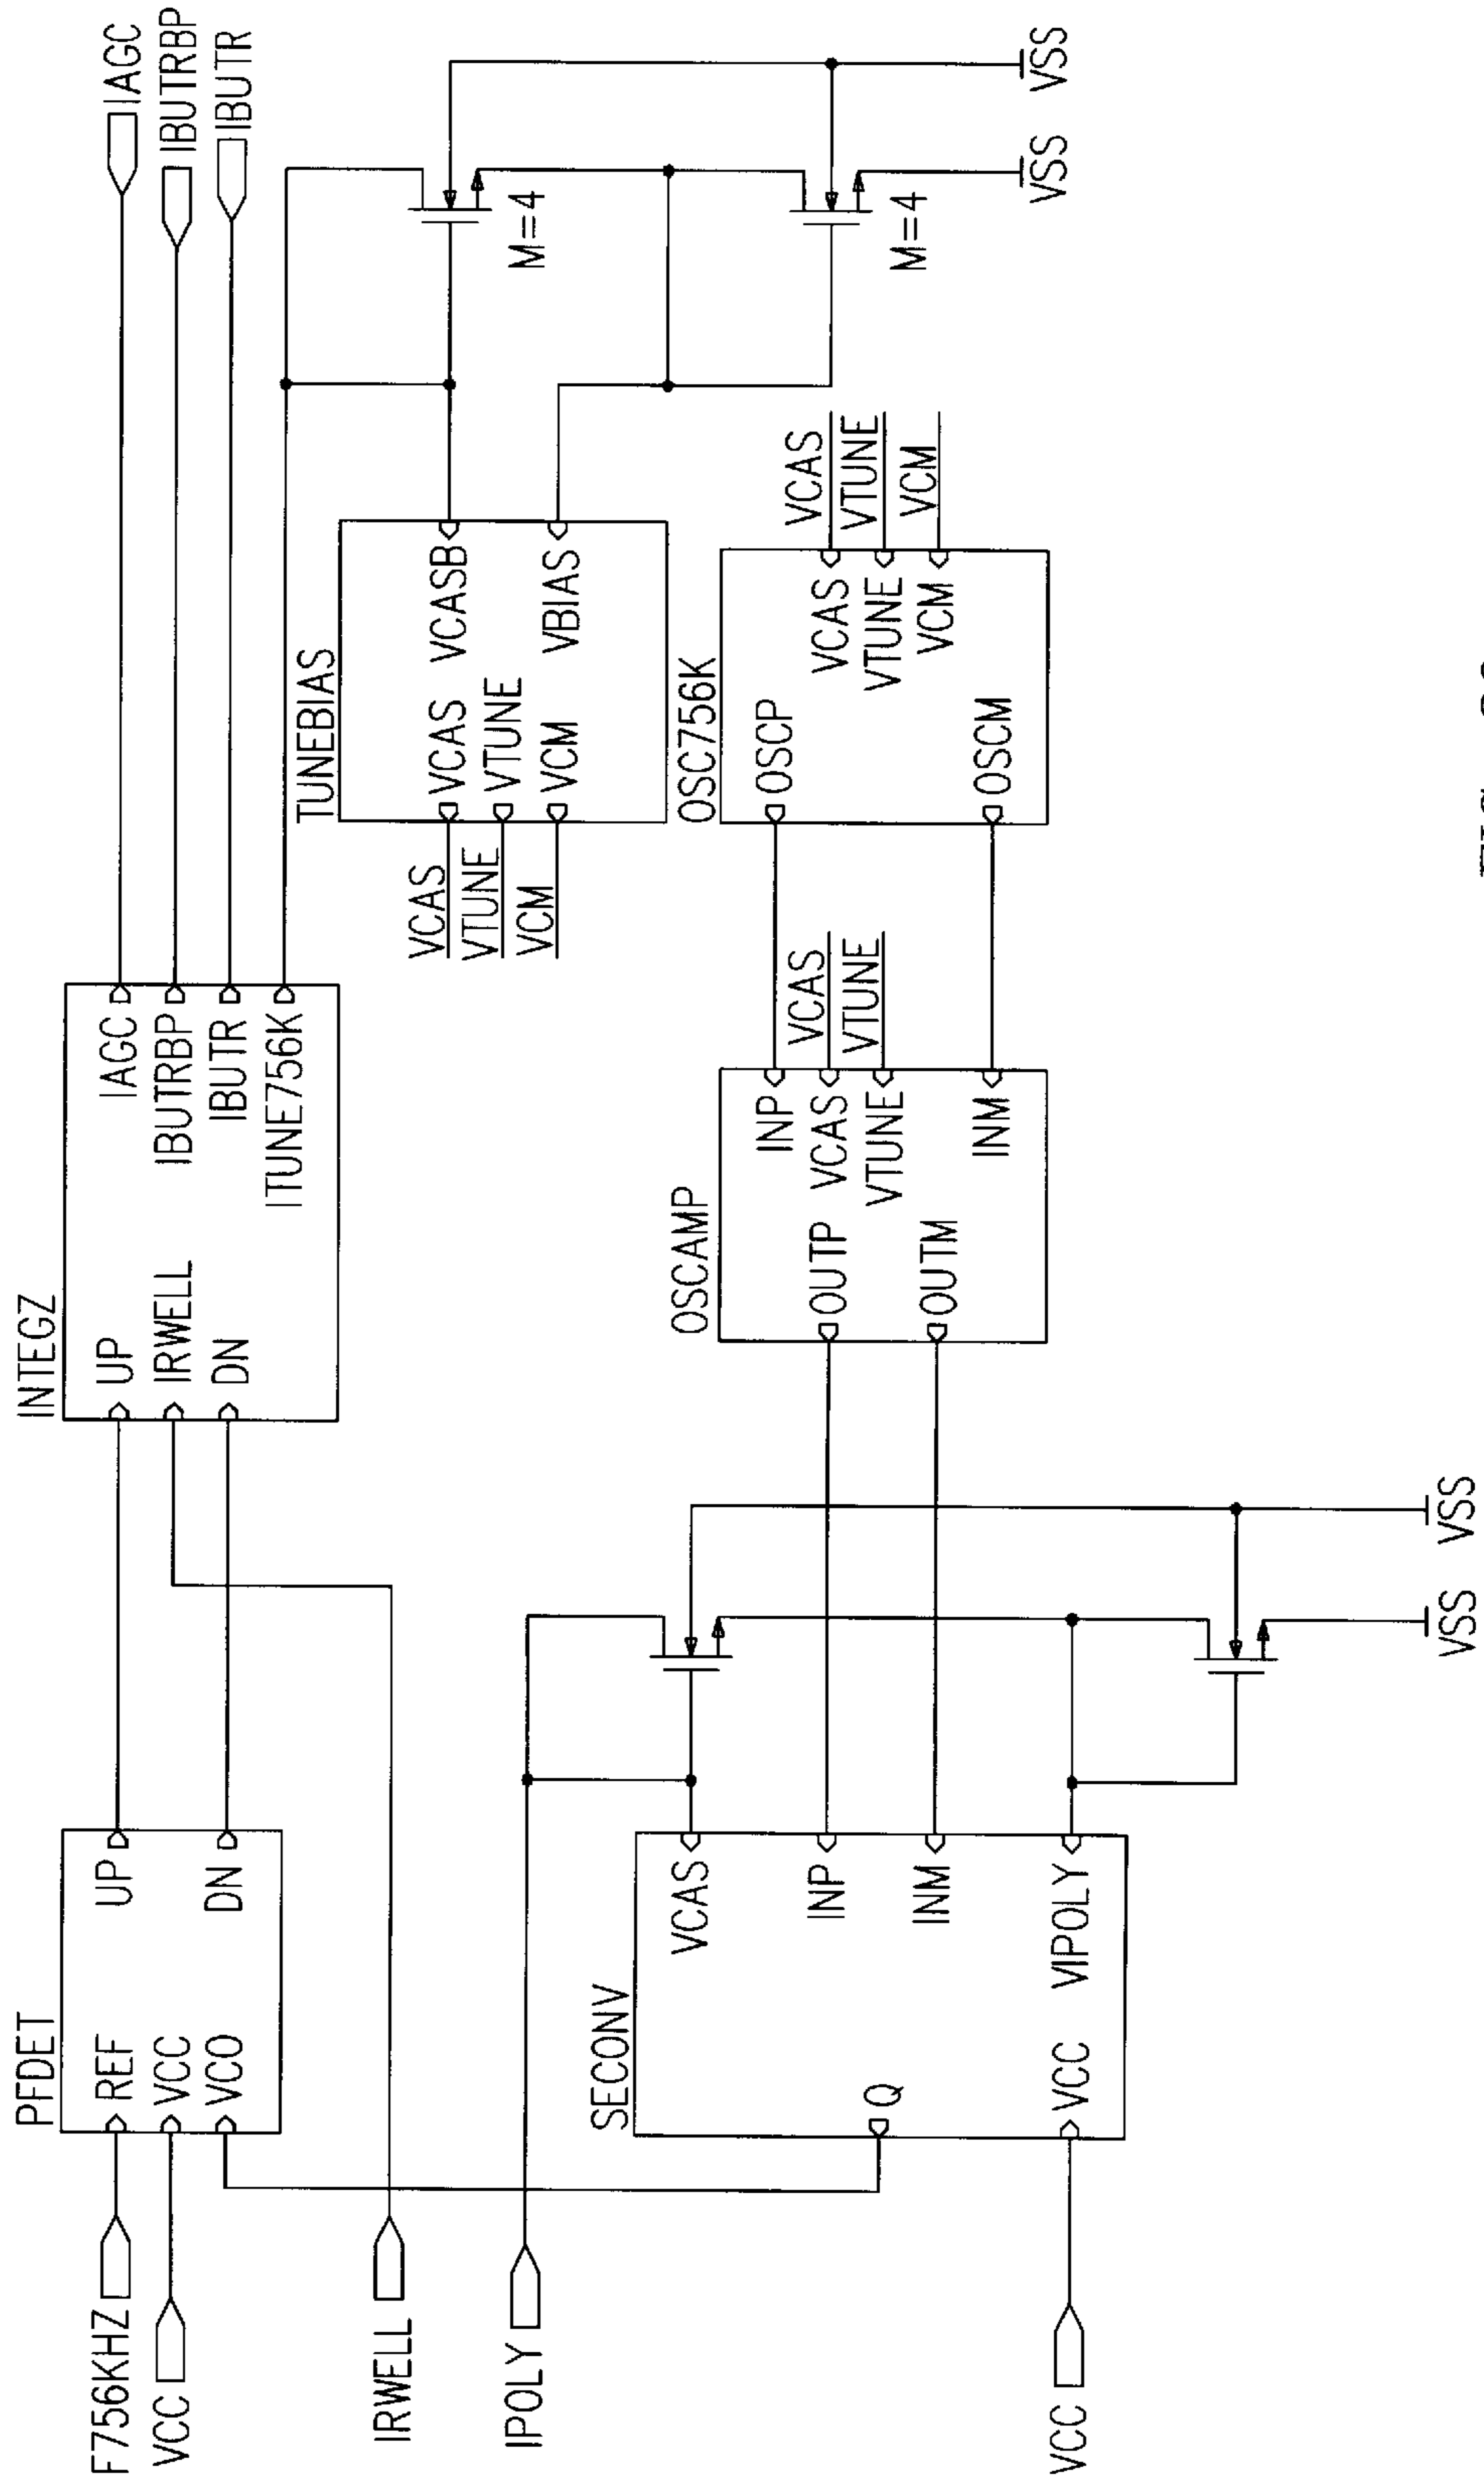 INTEGZ
PFDET
F756KHZ
REF
UP
UP
IAGC
IAGC
VCC
VCC
IRWELL
IBUTRBP
IBUTRBP
VCO
DN
DN
IBUTR
IBUTR
ITUNE756K
TUNEBIAS
IRWELL
VCAS
VCAS
VCASB
VTUNE
VTUNE
VCM
VCM
VBIAS
M=4
IPOLY
SECONV
VCAS
OSCAMP
OSC756K
INP
OUTP
INP
OSCP
VCAS
VCAS
VCAS
VCAS
Q
VTUNE
VTUNE
VTUNE
VTUNE
INM
OUTM
VCM
VCM
INM
OSCM
M=4
VCC
VCC
VIPOLY
VSS
VSS
VSS
VSS